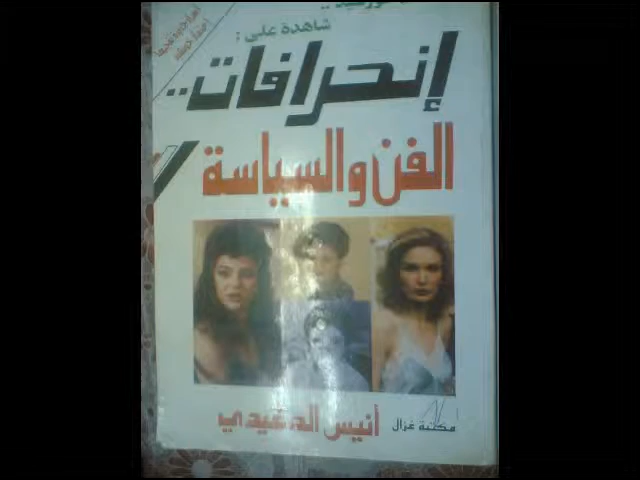 شاهدة على :
إنحرافات..
الفن والسياسة
أنيس الدغيدي
مكتبة غزال